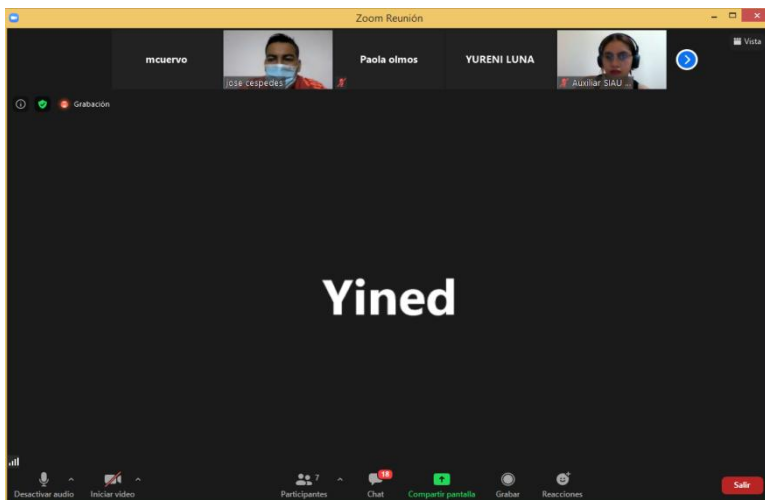 Zoom Reunión
mcuervo
jose cespedes
Paola olmos
YURENI LUNA
Auxiliar SIAU ...
Vista
Grabación
Yined
Desactivar audio
Iniciar video
Participantes
7
Chat
18
Compartir pantalla
Grabar
Reacciones
Salir